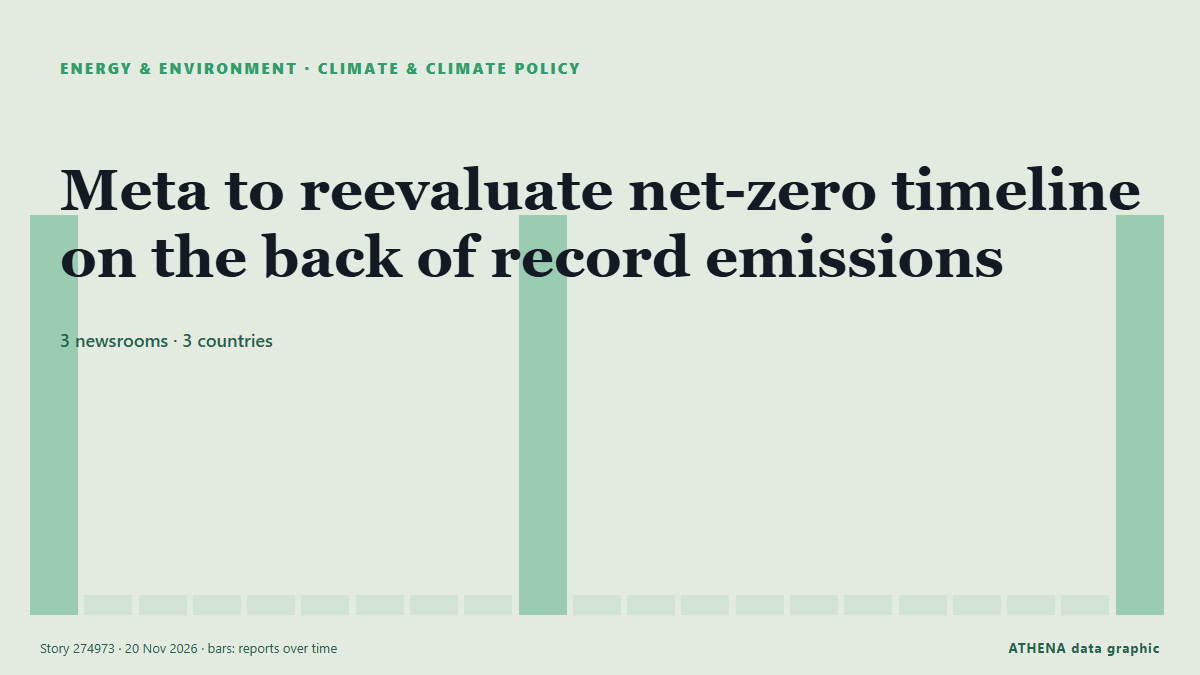 ENERGY & ENVIRONMENT · CLIMATE & CLIMATE POLICY
Meta to reevaluate net-zero timeline
on the back of record emissions
3 newsrooms · 3 countries
Story 274973 · 20 Nov 2026 · bars: reports over time
ATHENA data graphic